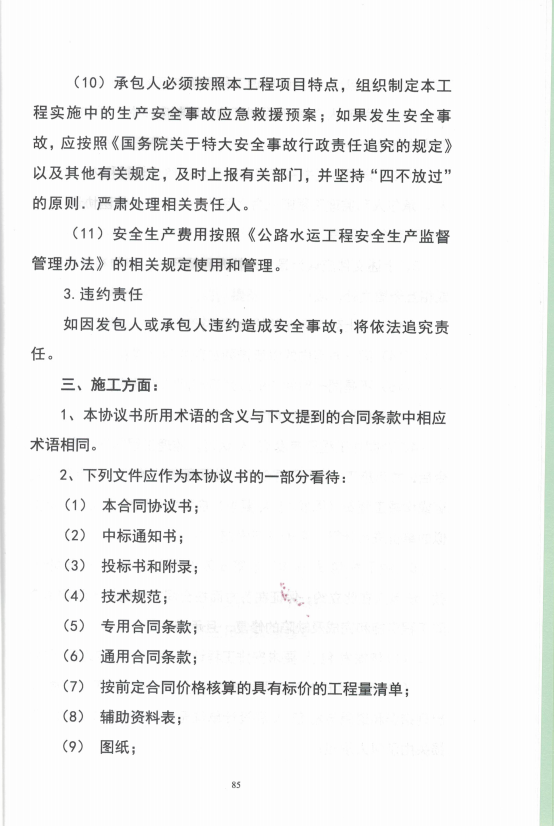 （10）承包人必须按照本工程项目特点，组织制定本工
程实施中的生产安全事故应急救援预案；如果发生安全事
故，应按照《国务院关于特大安全事故行政责任追究的规定》
以及其他有关规定，及时上报有关部门，并坚持“四不放过”
的原则．严肃处理相关责任人。
（11）安全生产费用按照《公路水运工程安全生产监督
管理办法》的相关规定使用和管理。
3.违约责任
如因发包人或承包人违约造成安全事故，将依法追究责
任。
三、施工方面：
1、本协议书所用术语的含义与下文提到的合同条款中相应
术语相同。
2、下列文件应作为本协议书的一部分看待：
（1） 本合同协议书；
（2） 中标通知书；
（3） 投标书和附录；
（4） 技术规范；
（5） 专用合同条款；
（6） 通用合同条款；
（7） 按前定合同价格核算的具有标价的工程量清单；
（8） 辅助资料表；
（9） 图纸；
85